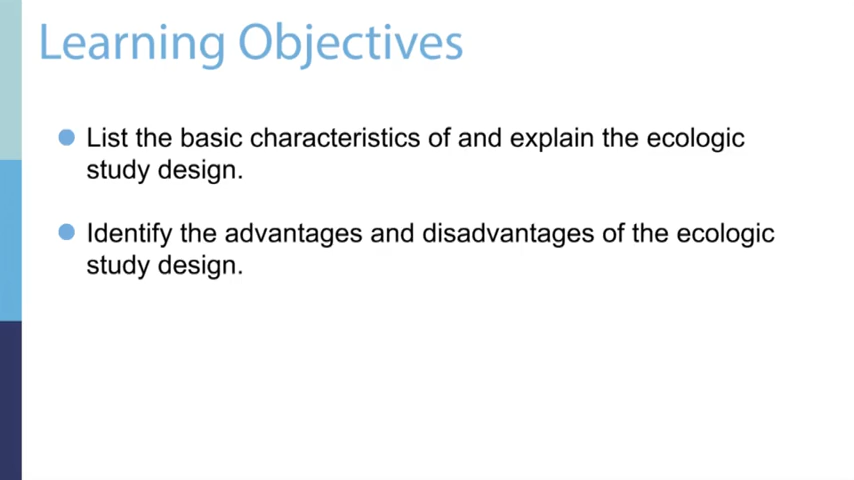 Learning Objectives
List the basic characteristics of and explain the ecologic
study design.
Identify the advantages and disadvantages of the ecologic
study design.